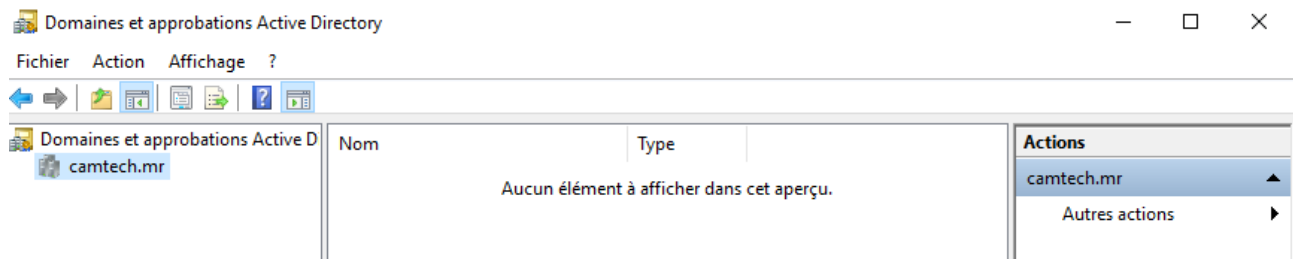 Domaines et approbations Active Directory
Fichier Action Affichage ?
Domaines et approbations Active D
camtech.mr
Nom Type
Aucun élément à afficher dans cet aperçu.
Actions
camtech.mr
Autres actions